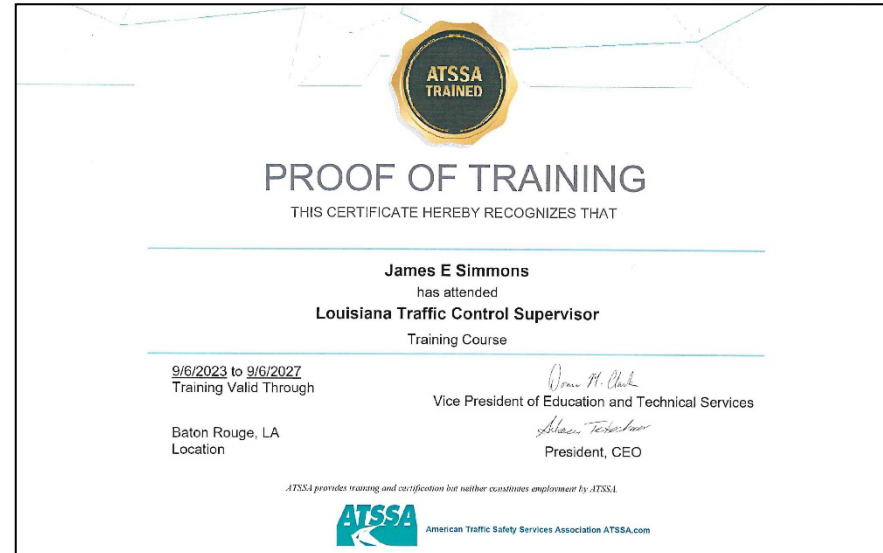 ATSSA
TRAINED
PROOF OF TRAINING
THIS CERTIFICATE HEREBY RECOGNIZES THAT
James E Simmons
has attended
Louisiana Traffic Control Supervisor
Training Course
9/6/2023 to 9/6/2027
Training Valid Through
Vice President of Education and Technical Services
Baton Rouge, LA
Location
President, CEO
ATSSA provides training and certification but neither constitutes employment by ATSSA.
ATSSA
American Traffic Safety Services Association ATSSA.com